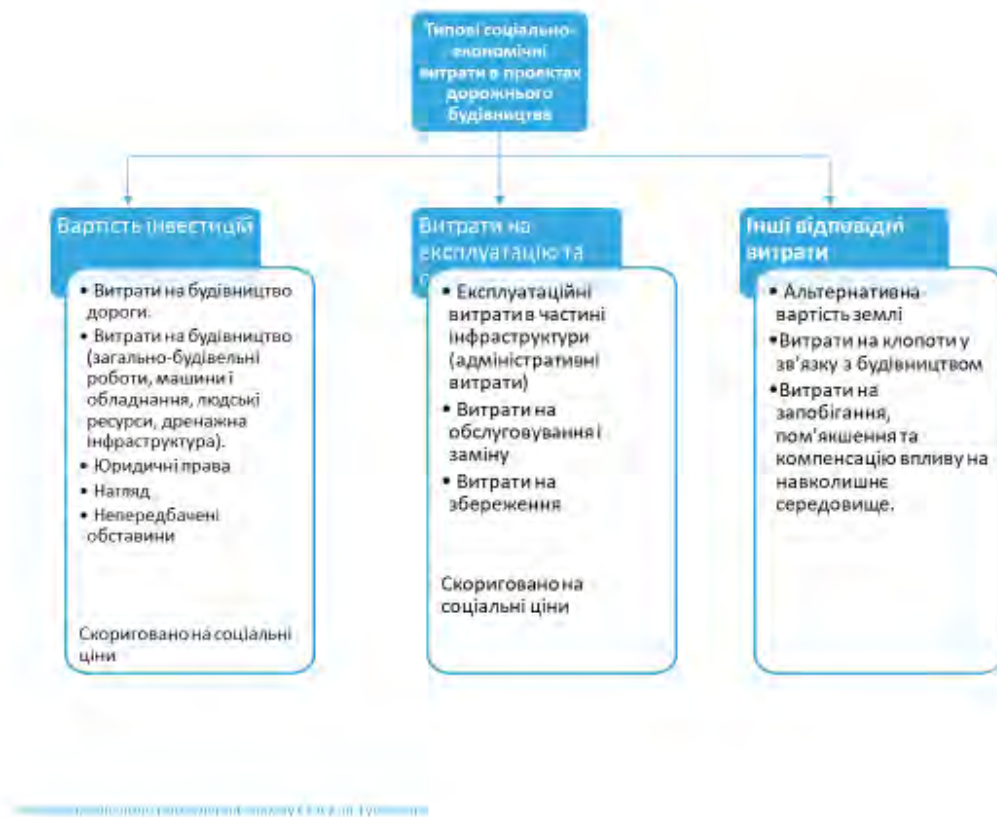 Типові соціально-
економічні
витрати в проектах
дорожнього
будівництва
Вартість інвестицій
• Витрати на будівництво
дороги.
• Витрати на будівництво
(загально-будівельні
роботи, машини і
обладнання, людські
ресурси, дренажна
інфраструктура).
• Юридичні права
• Нагляд
• Непередбачені
обставини
Скориговано на соціальні
ціни
Витрати на
експлуатацію та
• Експлуатаційні
витрати в частині
інфраструктури
(адміністративні
витрати)
• Витрати на
обслуговування і
заміну
• Витрати на
збереження
Скориговано на
соціальні ціни
Інші відповідні
витрати
• Альтернативна
вартість землі
•Витрати на клопоти у
зв'язку з будівництвом
•Витрати на
запобігання,
пом'якшення та
компенсацію впливу на
навколишнє
середовище.